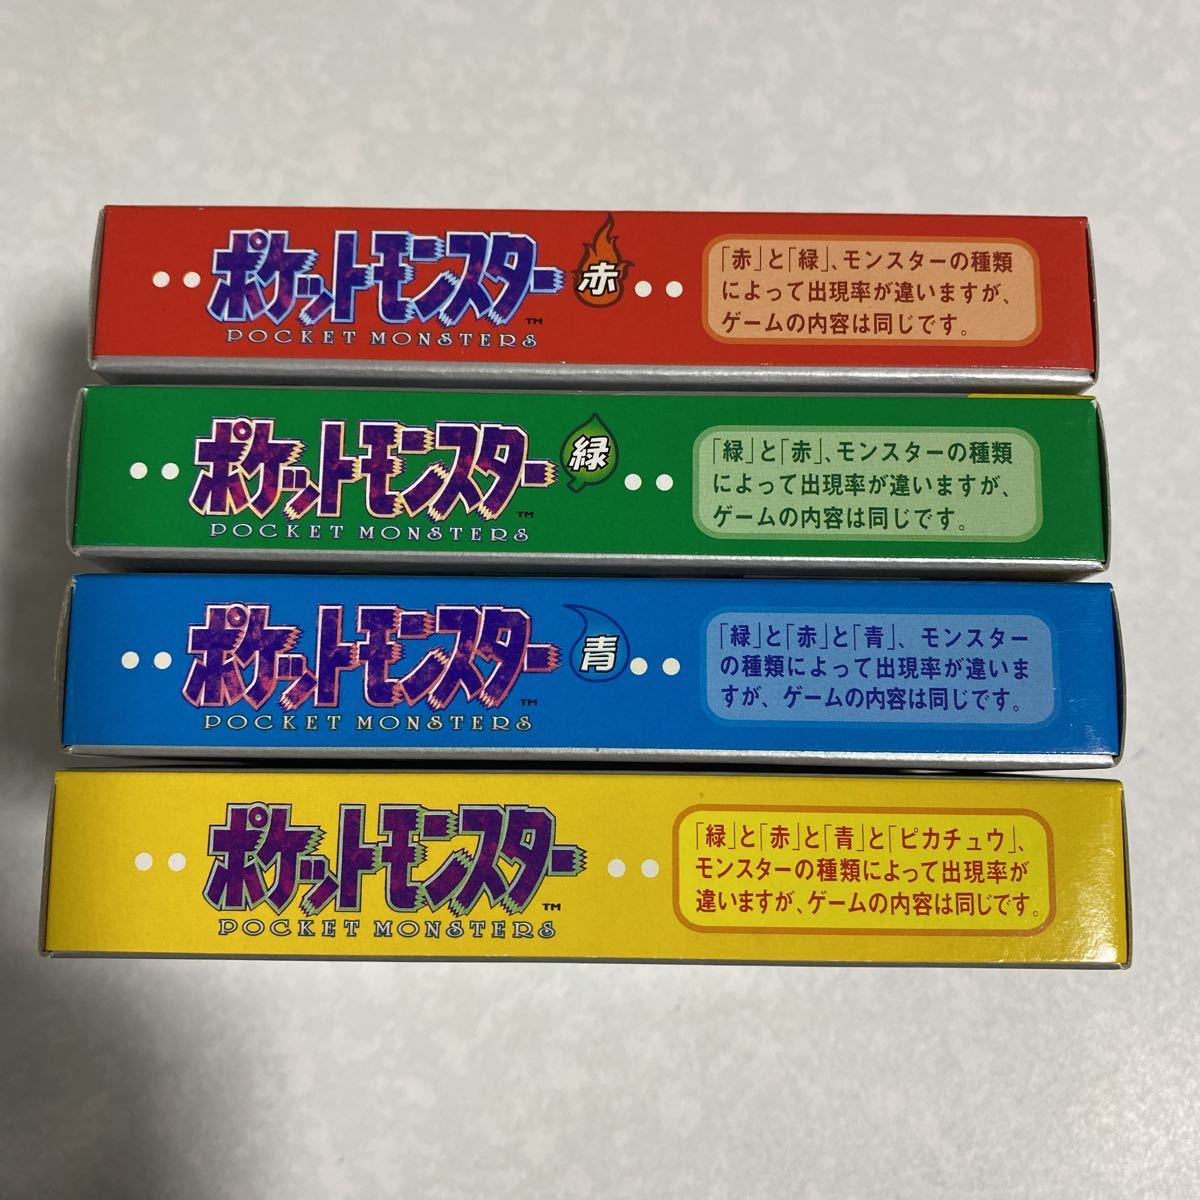 ポケットモンスター 赤
TM
POCKET MONSTERS
「赤」と「緑」、モンスターの種類
によって出現率が違いますが、
ゲームの内容は同じです。
ポケットモンスター 緑
TM
POCKET MONSTERS
「緑」と「赤」、モンスターの種類
によって出現率が違いますが、
ゲームの内容は同じです。
ポケットモンスター 青
TM
POCKET MONSTERS
「緑」と「赤」と「青」、モンスター
の種類によって出現率が違いま
すが、ゲームの内容は同じです。
ポケットモンスター
TM
POCKET MONSTERS
「緑」と「赤」と「青」と「ピカチュウ」、
モンスターの種類によって出現率が
違いますが、ゲームの内容は同じです。